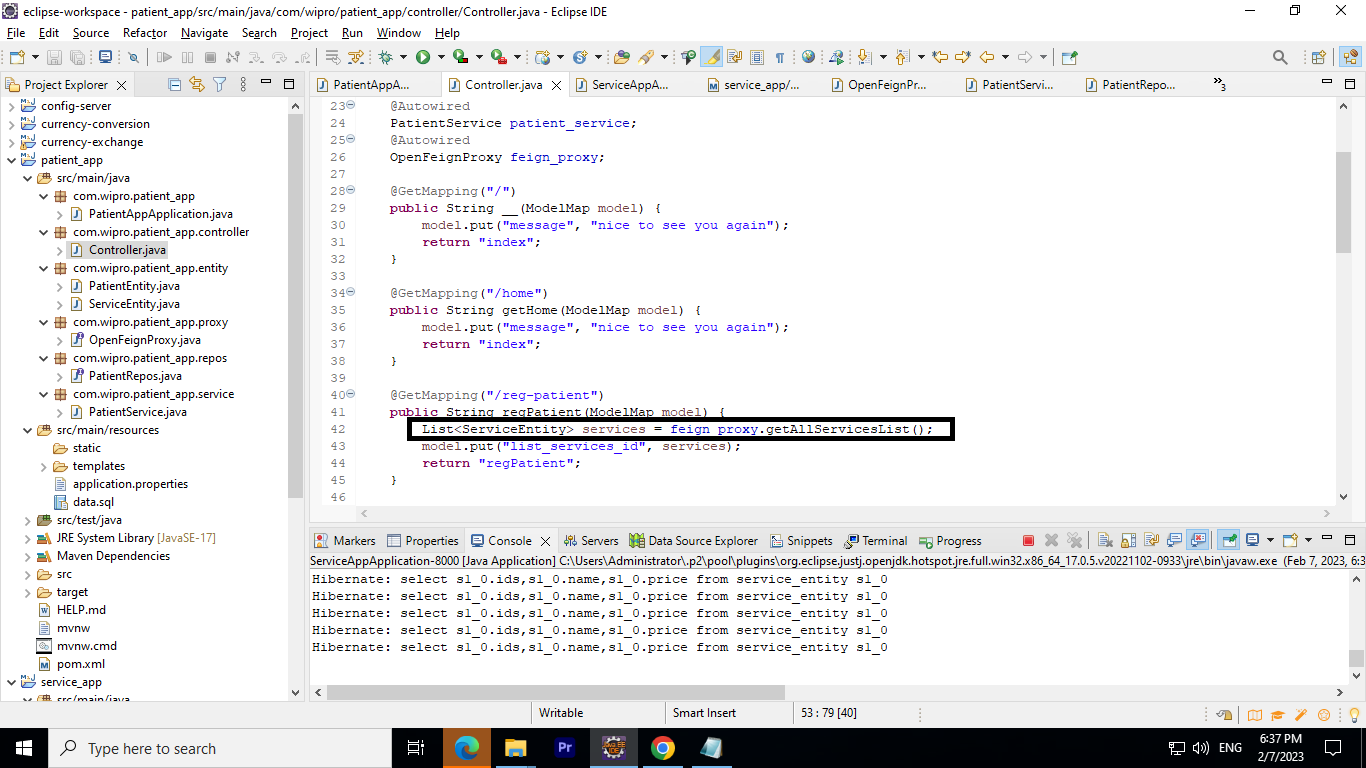 eclipse-workspace - patient_app/src/main/java/com/wipro/patient_app/controller/Controller.java - Eclipse IDE
File Edit Source Refactor Navigate Search Project Run Window Help
Project Explorer
PatientAppA... Controller.java ServiceAppA... service_app/... OpenFeignPr... PatientServi... PatientRepo... 3
config-server
currency-conversion
currency-exchange
patient_app
src/main/java
com.wipro.patient_app
PatientAppApplication.java
com.wipro.patient_app.controller
Controller.java
com.wipro.patient_app.entity
PatientEntity.java
ServiceEntity.java
com.wipro.patient_app.proxy
OpenFeignProxy.java
com.wipro.patient_app.repos
PatientRepos.java
com.wipro.patient_app.service
PatientService.java
src/main/resources
static
templates
application.properties
data.sql
src/test/java
JRE System Library [JavaSE-17]
Maven Dependencies
src
target
HELP.md
mvnw
mvnw.cmd
pom.xml
service_app
src/main/java
23 @Autowired
24 PatientService patient_service;
25 @Autowired
26 OpenFeignProxy feign_proxy;
27
28 @GetMapping("/")
29 public String __(ModelMap model) {
30 model.put("message", "nice to see you again");
31 return "index";
32 }
33
34 @GetMapping("/home")
35 public String getHome(ModelMap model) {
36 model.put("message", "nice to see you again");
37 return "index";
38 }
39
40 @GetMapping("/reg-patient")
41 public String regPatient(ModelMap model) {
42 List<ServiceEntity> services = feign_proxy.getAllServicesList();
43 model.put("list_services_id", services);
44 return "regPatient";
45 }
46
Markers Properties Console Servers Data Source Explorer Snippets Terminal Progress
ServiceAppApplication-8000 [Java Application] C:\Users\Administrator\.p2\pool\plugins\org.eclipse.justj.openjdk.hotspot.jre.full.win32.x86_64_17.0.5.v20221102-0933\jre\bin\javaw.exe (Feb 7, 2023, 6:3
Hibernate: select s1_0.ids,s1_0.name,s1_0.price from service_entity s1_0
Hibernate: select s1_0.ids,s1_0.name,s1_0.price from service_entity s1_0
Hibernate: select s1_0.ids,s1_0.name,s1_0.price from service_entity s1_0
Hibernate: select s1_0.ids,s1_0.name,s1_0.price from service_entity s1_0
Hibernate: select s1_0.ids,s1_0.name,s1_0.price from service_entity s1_0
Writable Smart Insert 53 : 79 [40]
Type here to search
Pr
ENG
6:37 PM
2/7/2023